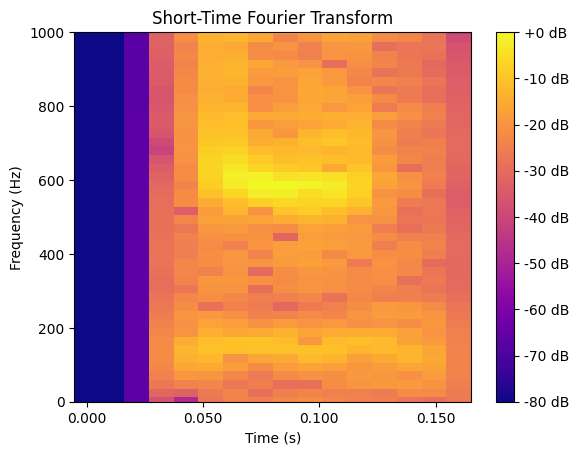 Short-Time Fourier Transform
1000
800
600
400
200
0
Frequency (Hz)
0.000
0.050
0.100
0.150
Time (s)
+0 dB
-10 dB
-20 dB
-30 dB
-40 dB
-50 dB
-60 dB
-70 dB
-80 dB